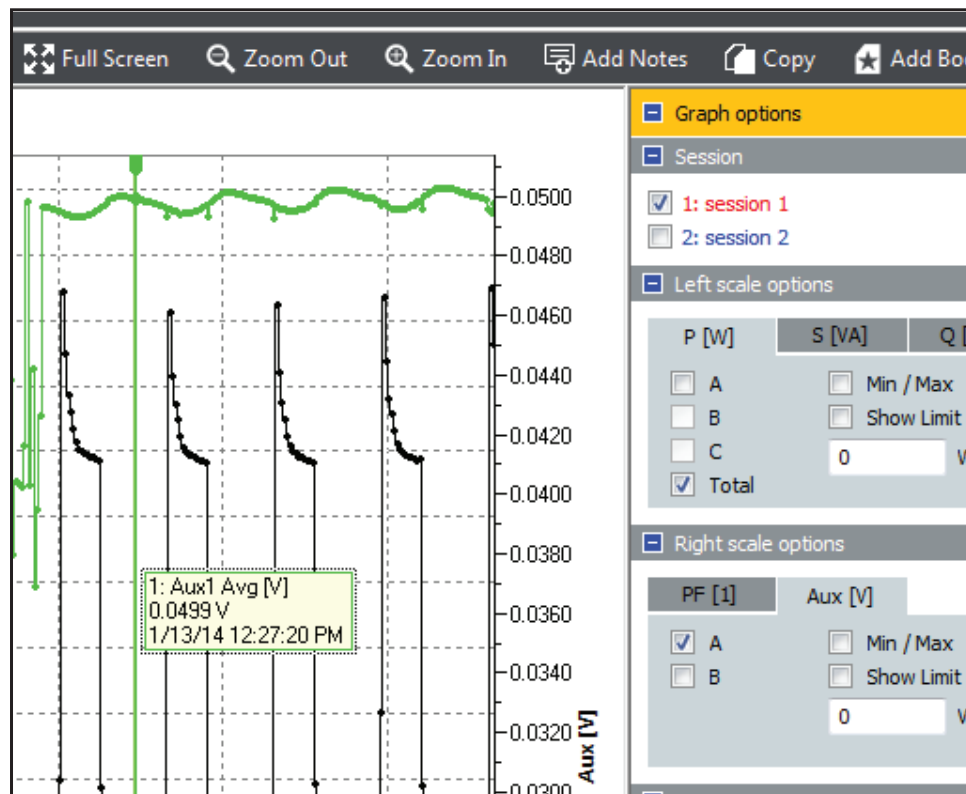 Full Screen Zoom Out Zoom In Add Notes Copy Add Bo
Graph options
Session
1: session 1
2: session 2
Left scale options
P [W] S [VA] Q [
A Min / Max
B Show Limit
C 0 W
Total
Right scale options
PF [1] Aux [V]
A Min / Max
B Show Limit
0 W
0.0500
0.0480
0.0460
0.0440
0.0420
0.0400
0.0380
0.0360
0.0340
0.0320
0.0300
Aux [V]
1: Aux1 Avg [V]
0.0499 V
1/13/14 12:27:20 PM